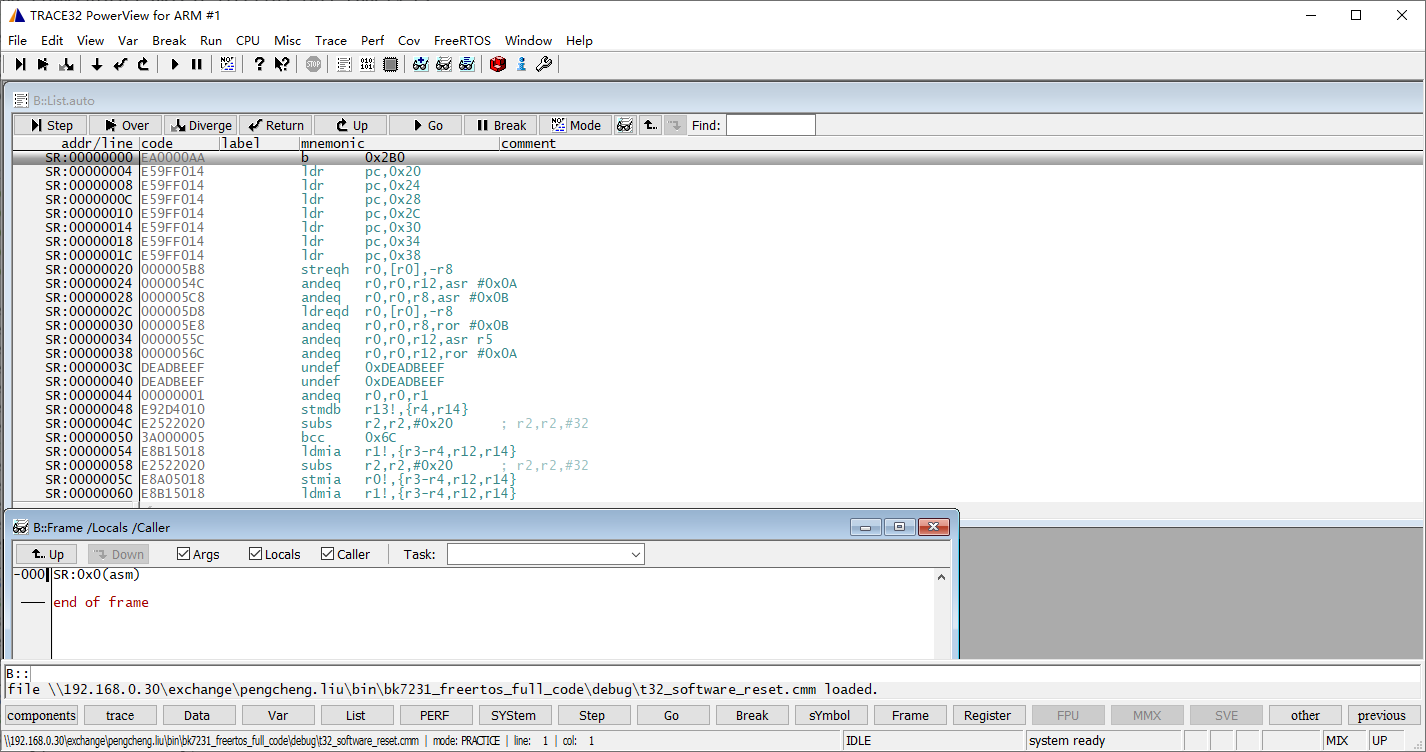 TRACE32 PowerView for ARM #1
File Edit View Var Break Run CPU Misc Trace Perf Cov FreeRTOS Window Help
B::List.auto
Step Over Diverge Return Up Go Break Mode Find:
addr/line code label mnemonic comment
SR:00000000 EA0000AA b 0x2B0
SR:00000004 E59FF014 ldr pc,0x20
SR:00000008 E59FF014 ldr pc,0x24
SR:0000000C E59FF014 ldr pc,0x28
SR:00000010 E59FF014 ldr pc,0x2C
SR:00000014 E59FF014 ldr pc,0x30
SR:00000018 E59FF014 ldr pc,0x34
SR:0000001C E59FF014 ldr pc,0x38
SR:00000020 000005B8 streqh r0,[r0],-r8
SR:00000024 0000054C andeq r0,r0,r12,asr #0x0A
SR:00000028 000005C8 andeq r0,r0,r8,asr #0x0B
SR:0000002C 000005D8 ldreqd r0,[r0],-r8
SR:00000030 000005E8 andeq r0,r0,r8,ror #0x0B
SR:00000034 0000055C andeq r0,r0,r12,asr r5
SR:00000038 0000056C andeq r0,r0,r12,ror #0x0A
SR:0000003C DEADBEEF undef 0xDEADBEEF
SR:00000040 DEADBEEF undef 0xDEADBEEF
SR:00000044 00000001 andeq r0,r0,r1
SR:00000048 E92D4010 stmdb r13!,{r4,r14}
SR:0000004C E2522020 subs r2,r2,#0x20 ; r2,r2,#32
SR:00000050 3A000005 bcc 0x6C
SR:00000054 E8B15018 ldmia r1!,{r3-r4,r12,r14}
SR:00000058 E2522020 subs r2,r2,#0x20 ; r2,r2,#32
SR:0000005C E8A05018 stmia r0!,{r3-r4,r12,r14}
SR:00000060 E8B15018 ldmia r1!,{r3-r4,r12,r14}
B::Frame /Locals /Caller
Up Down Args Locals Caller Task:
-000 SR:0x0(asm)
end of frame
B::
file \\192.168.0.30\exchange\pengcheng.liu\bin\bk7231_freertos_full_code\debug\t32_software_reset.cmm loaded.
components trace Data Var List PERF SYStem Step Go Break sYmbol Frame Register FPU MMX SVE other previous
\\192.168.0.30\exchange\pengcheng.liu\bin\bk7231_freertos_full_code\debug\t32_software_reset.cmm | mode: PRACTICE | line: 1 | col: 1 IDLE system ready MIX UP